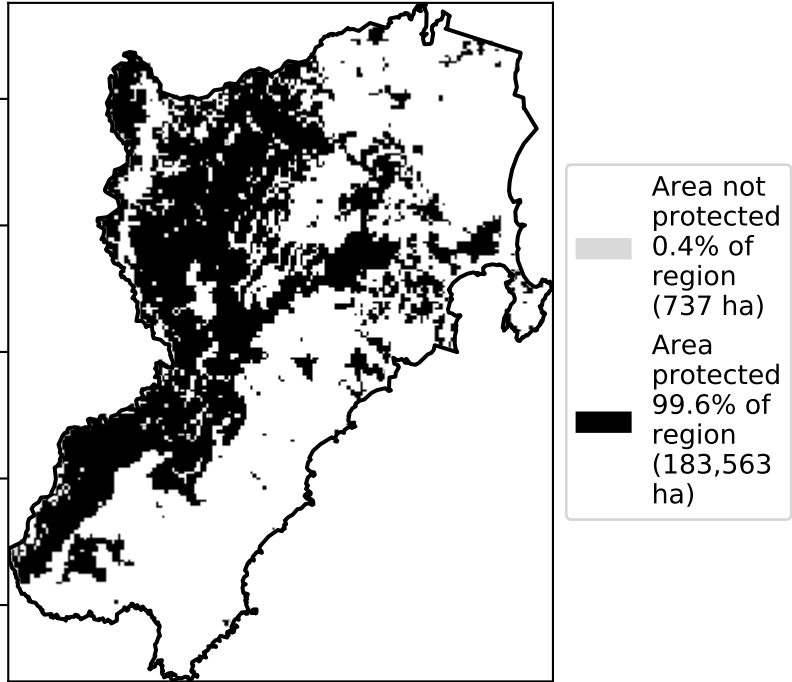 Area not
protected
0.4% of
region
(737 ha)
Area
protected
99.6% of
region
(183,563
ha)